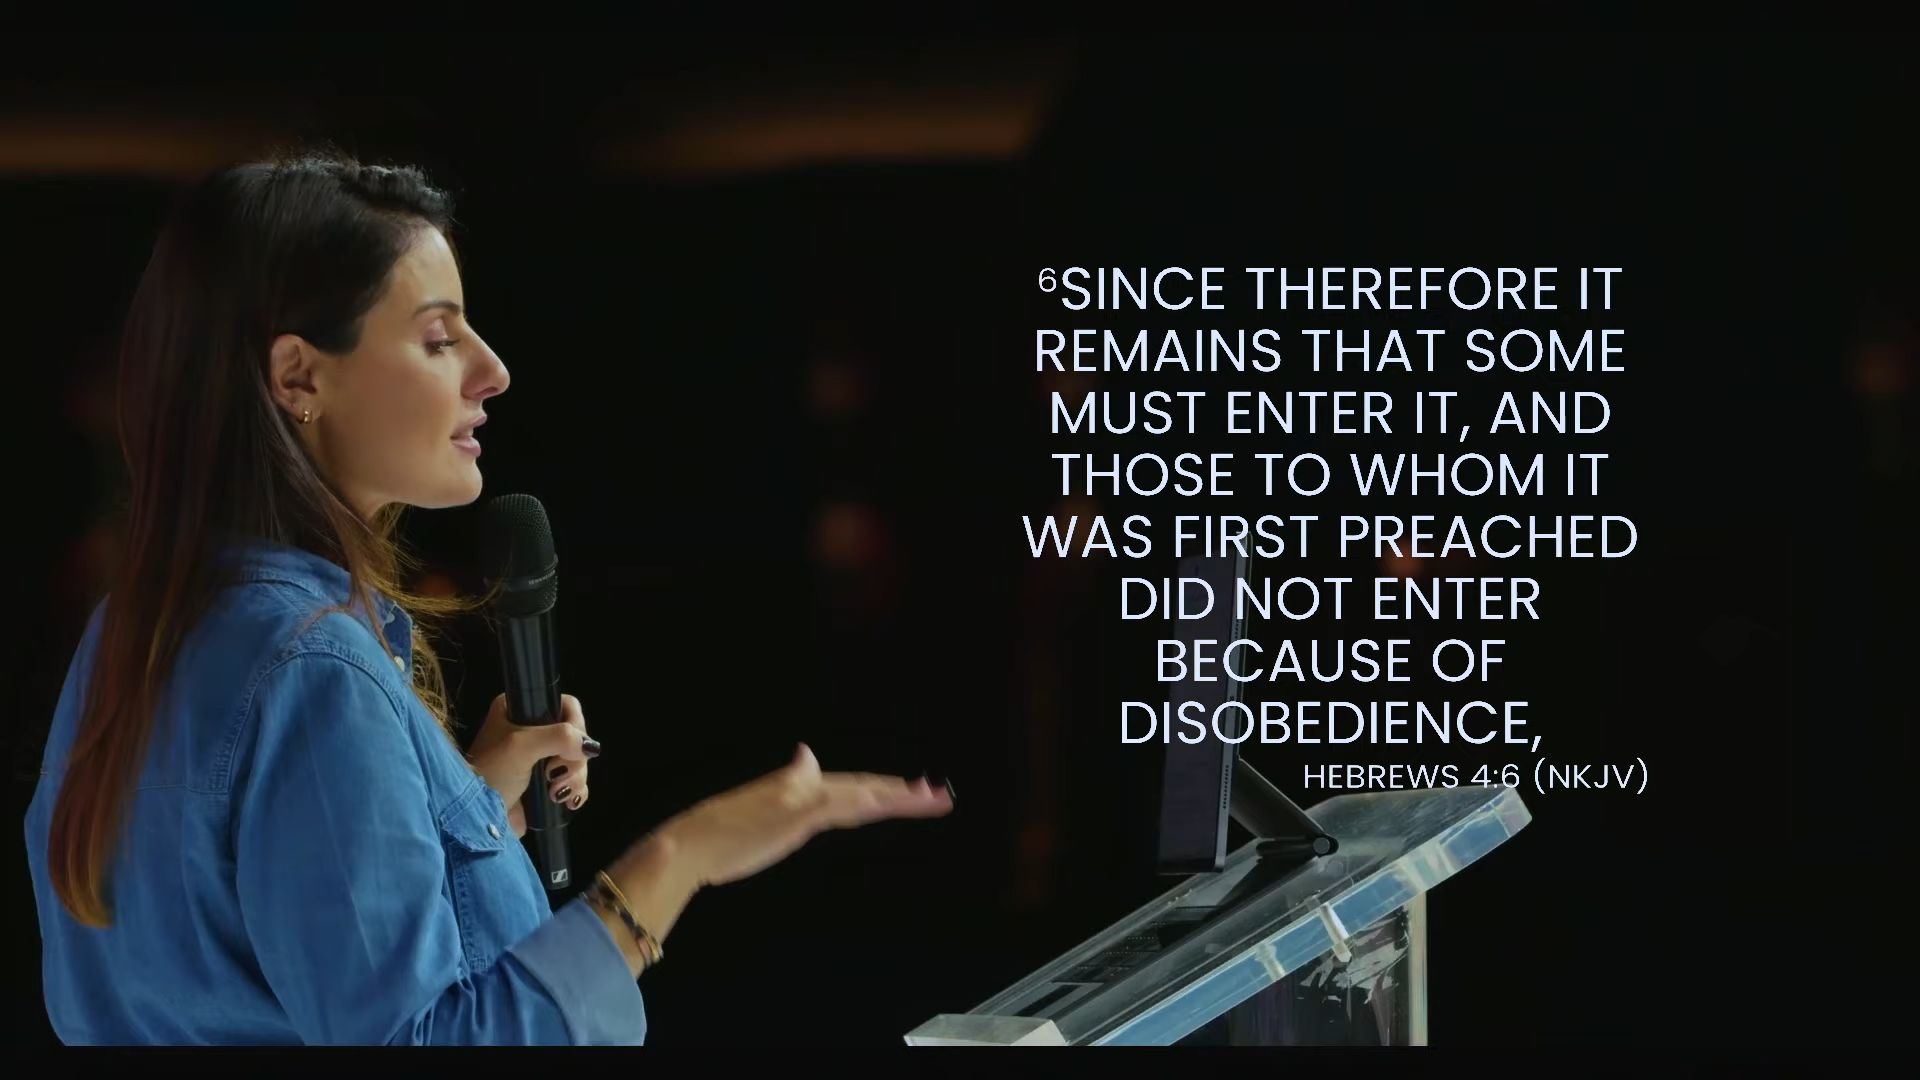 ⁶SINCE THEREFORE IT
REMAINS THAT SOME
MUST ENTER IT, AND
THOSE TO WHOM IT
WAS FIRST PREACHED
DID NOT ENTER
BECAUSE OF
DISOBEDIENCE,
HEBREWS 4:6 (NKJV)